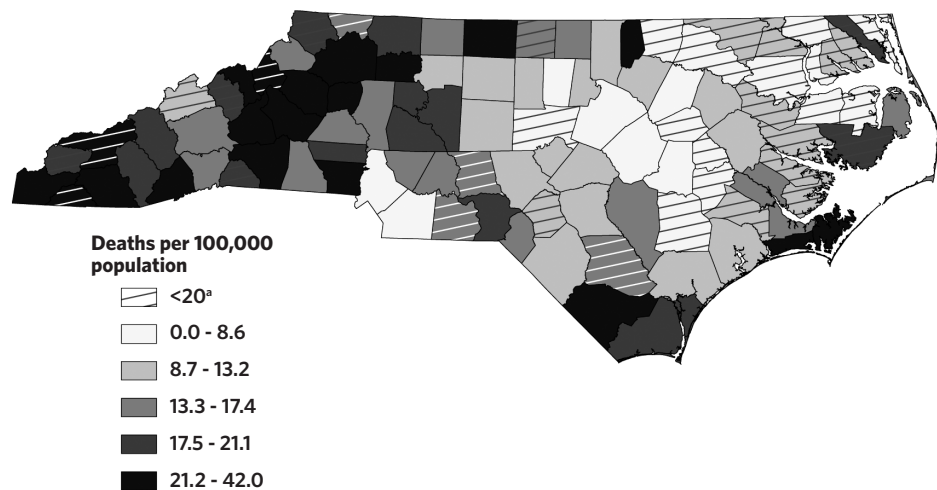 Deaths per 100,000
population
<20ᵃ
0.0 - 8.6
8.7 - 13.2
13.3 - 17.4
17.5 - 21.1
21.2 - 42.0